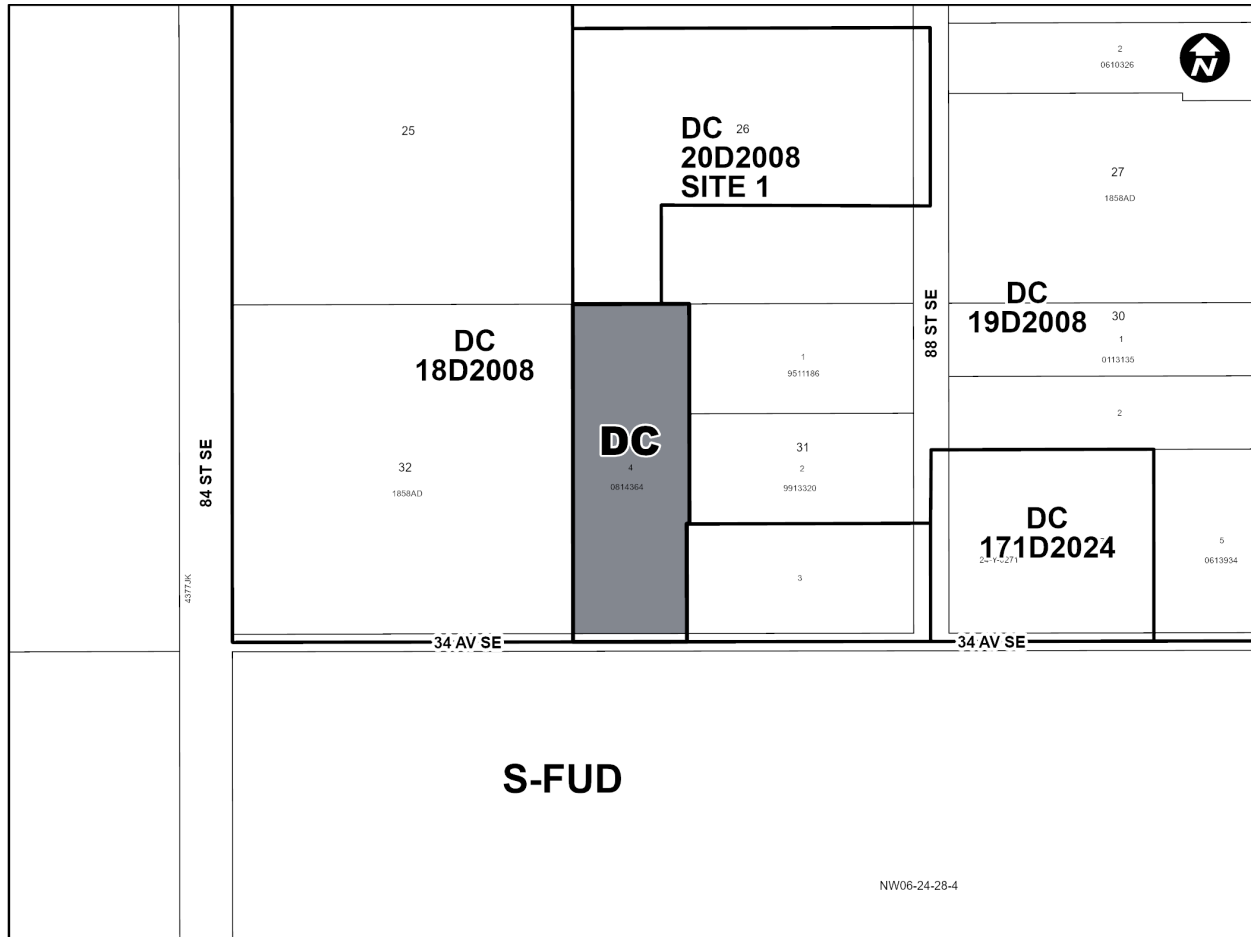 2
0610326
N
25
DC 26
20D2008
SITE 1
27
1858AD
DC
19D2008
30
1
0113135
88 ST SE
DC
18D2008
1
9511186
2
DC
4
0814364
31
2
9913320
32
1858AD
84 ST SE
DC
171D2024
5
0613934
3
4377JK
34 AV SE
34 AV SE
S-FUD
NW06-24-28-4